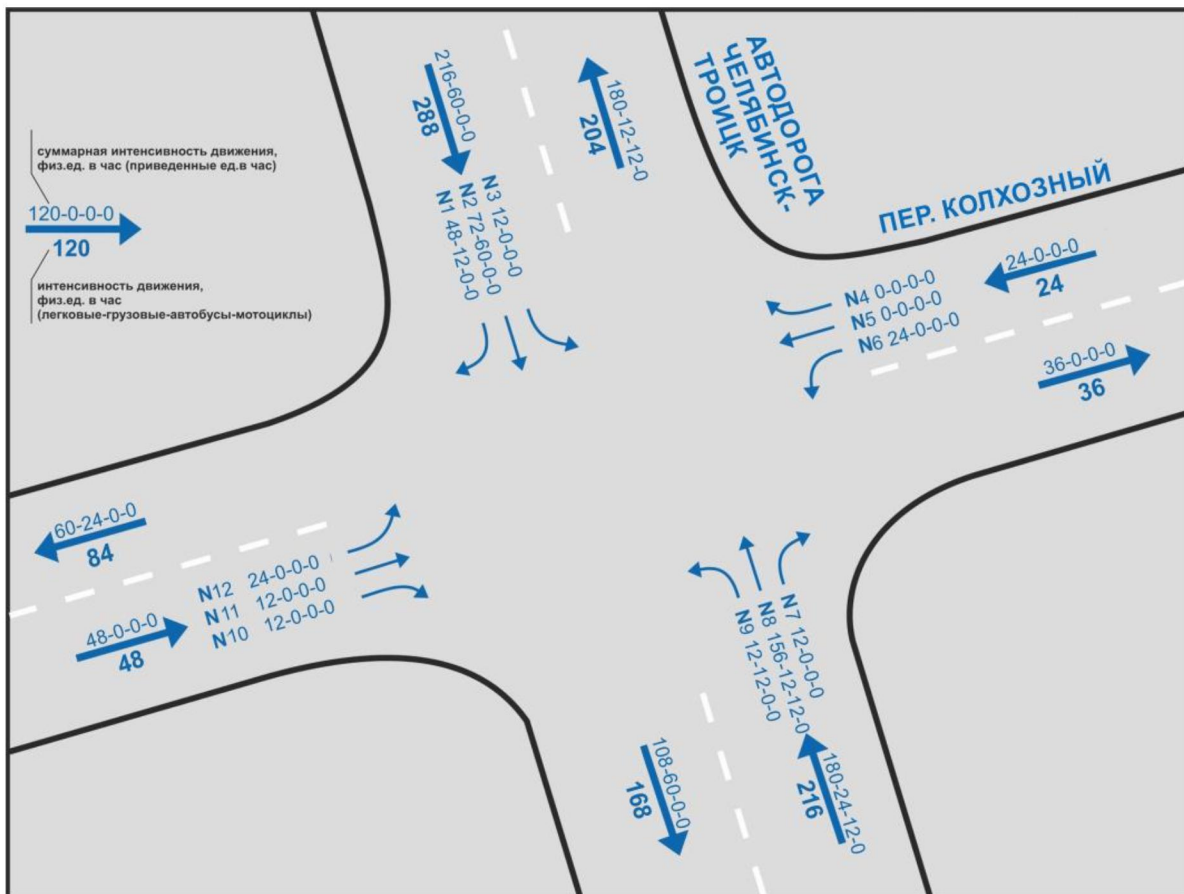 суммарная интенсивность движения,
физ.ед. в час (приведенные ед.в час)
120-0-0-0
120
интенсивность движения,
физ.ед. в час
(легковые-грузовые-автобусы-мотоциклы)
216-60-0-0
288
N3 12-0-0-0
N2 72-60-0-0
N1 48-12-0-0
180-12-12-0
204
АВТОДОРОГА
ЧЕЛЯБИНСК-
ТРОИЦК
ПЕР. КОЛХОЗНЫЙ
24-0-0-0
24
N4 0-0-0-0
N5 0-0-0-0
N6 24-0-0-0
36-0-0-0
36
60-24-0-0
84
48-0-0-0
48
N12 24-0-0-0
N11 12-0-0-0
N10 12-0-0-0
N7 12-0-0-0
N8 156-12-12-0
N9 12-12-0-0
108-60-0-0
168
180-24-12-0
216